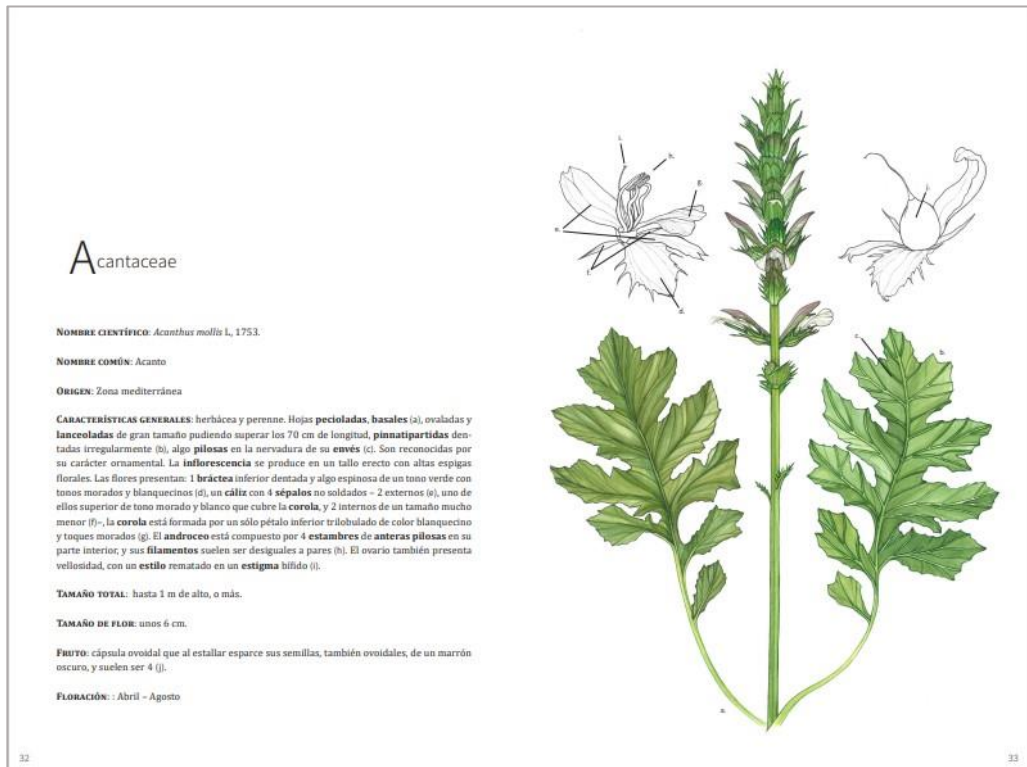 Acantaceae
NOMBRE CIENTÍFICO: Acanthus mollis L, 1753.
NOMBRE COMÚN: Acanto
ORIGEN: Zona mediterránea
CARACTERÍSTICAS GENERALES: herbácea y perenne. Hojas pecioladas, basales (a), ovaladas y
lanceoladas de gran tamaño pudiendo superar los 70 cm de longitud, pinnatipartidas den-
tadas irregularmente (b), algo pilosas en la nervadura de su envés (c). Son reconocidas por
su carácter ornamental. La inflorescencia se produce en un tallo erecto con altas espigas
florales. Las flores presentan: 1 bráctea inferior dentada y algo espinosa de un tono verde con
tonos morados y blanquecinos (d), un cáliz con 4 sépalos no soldados – 2 externos (e), uno de
ellos superior de tono morado y blanco que cubre la corola, y 2 internos de un tamaño mucho
menor (f)–, la corola está formada por un sólo pétalo inferior trilobulado de color blanquecino
y toques morados (g). El androceo está compuesto por 4 estambres de anteras pilosas en su
parte interior, y sus filamentos suelen ser desiguales a pares (h). El ovario también presenta
vellosidad, con un estilo rematado en un estigma bífido (i).
TAMAÑO TOTAL: hasta 1 m de alto, o más.
TAMAÑO DE FLOR: unos 6 cm.
FRUTO: cápsula ovoidal que al estallar esparce sus semillas, también ovoidales, de un marrón
oscuro, y suelen ser 4 (j).
FLORACIÓN: : Abril – Agosto
32
i.
h.
g.
e.
f.
d.
j.
c.
b.
a.
33